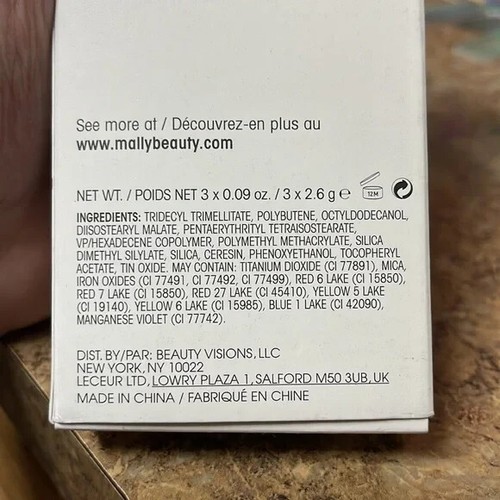 See more at / Découvrez-en plus au
www.mallybeauty.com
NET WT. / POIDS NET 3 x 0.09 oz. / 3 x 2.6 g e 12M
INGREDIENTS: TRIDECYL TRIMELLITATE, POLYBUTENE, OCTYLDODECANOL,
DIISOSTEARYL MALATE, PENTAERYTHRITYL TETRAISOSTEARATE,
VP/HEXADECENE COPOLYMER, POLYMETHYL METHACRYLATE, SILICA
DIMETHYL SILYLATE, SILICA, CERESIN, PHENOXYETHANOL, TOCOPHERYL
ACETATE, TIN OXIDE. MAY CONTAIN: TITANIUM DIOXIDE (CI 77891), MICA,
IRON OXIDES (CI 77491, CI 77492, CI 77499), RED 6 LAKE (CI 15850),
RED 7 LAKE (CI 15850), RED 27 LAKE (CI 45410), YELLOW 5 LAKE
(CI 19140), YELLOW 6 LAKE (CI 15985), BLUE 1 LAKE (CI 42090),
MANGANESE VIOLET (CI 77742).
DIST. BY/PAR: BEAUTY VISIONS, LLC
NEW YORK, NY 10022
LECEUR LTD, LOWRY PLAZA 1, SALFORD M50 3UB, UK
MADE IN CHINA / FABRIQUÉ EN CHINE